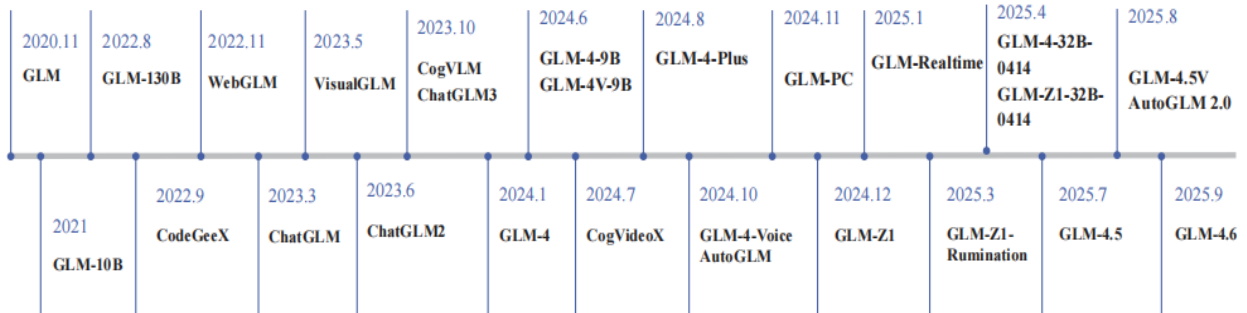 2020.11
GLM
2022.8
GLM-130B
2022.11
WebGLM
2023.5
VisualGLM
2023.10
CogVLM
ChatGLM3
2024.6
GLM-4-9B
GLM-4V-9B
2024.8
GLM-4-Plus
2024.11
GLM-PC
2025.1
GLM-Realtime
2025.4
GLM-4-32B-
0414
GLM-Z1-32B-
0414
2025.8
GLM-4.5V
AutoGLM 2.0
2021
GLM-10B
2022.9
CodeGeeX
2023.3
ChatGLM
2023.6
ChatGLM2
2024.1
GLM-4
2024.7
CogVideoX
2024.10
GLM-4-Voice
AutoGLM
2024.12
GLM-Z1
2025.3
GLM-Z1-
Rumination
2025.7
GLM-4.5
2025.9
GLM-4.6